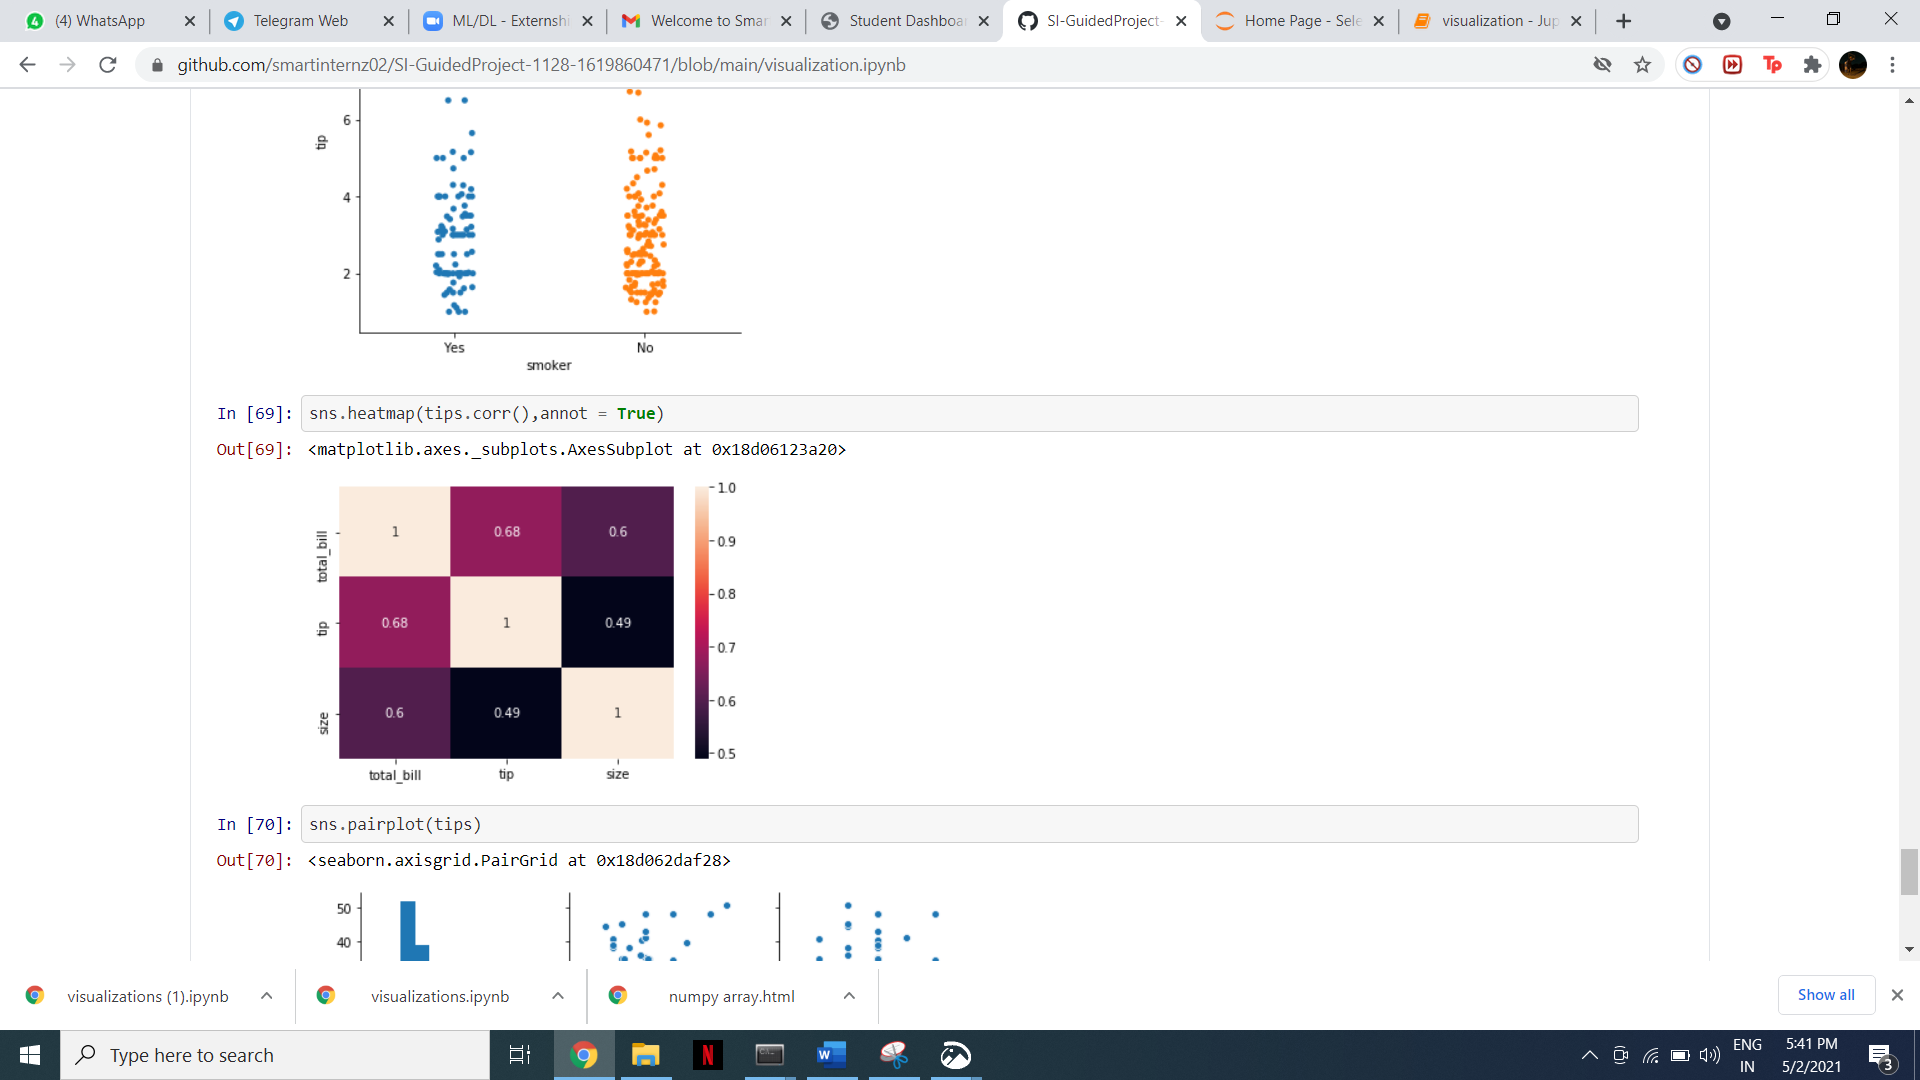 (4) WhatsApp
Telegram Web
ML/DL - Externshi
Welcome to Smar
Student Dashboar
SI-GuidedProject-
Home Page - Sele
visualization - Jup
github.com/smartinternz02/SI-GuidedProject-1128-1619860471/blob/main/visualization.ipynb
Tp
6
tip
4
2
Yes
No
smoker
In [69]: sns.heatmap(tips.corr(),annot = True)
Out[69]: <matplotlib.axes._subplots.AxesSubplot at 0x18d06123a20>
1.0
total_bill 1 0.68 0.6
0.9
0.8
tip 0.68 1 0.49
0.7
0.6
size 0.6 0.49 1
0.5
total_bill tip size
In [70]: sns.pairplot(tips)
Out[70]: <seaborn.axisgrid.PairGrid at 0x18d062daf28>
50
40
visualizations (1).ipynb
visualizations.ipynb
numpy array.html
Show all
Type here to search
N
W
ENG
IN
5:41 PM
5/2/2021
3